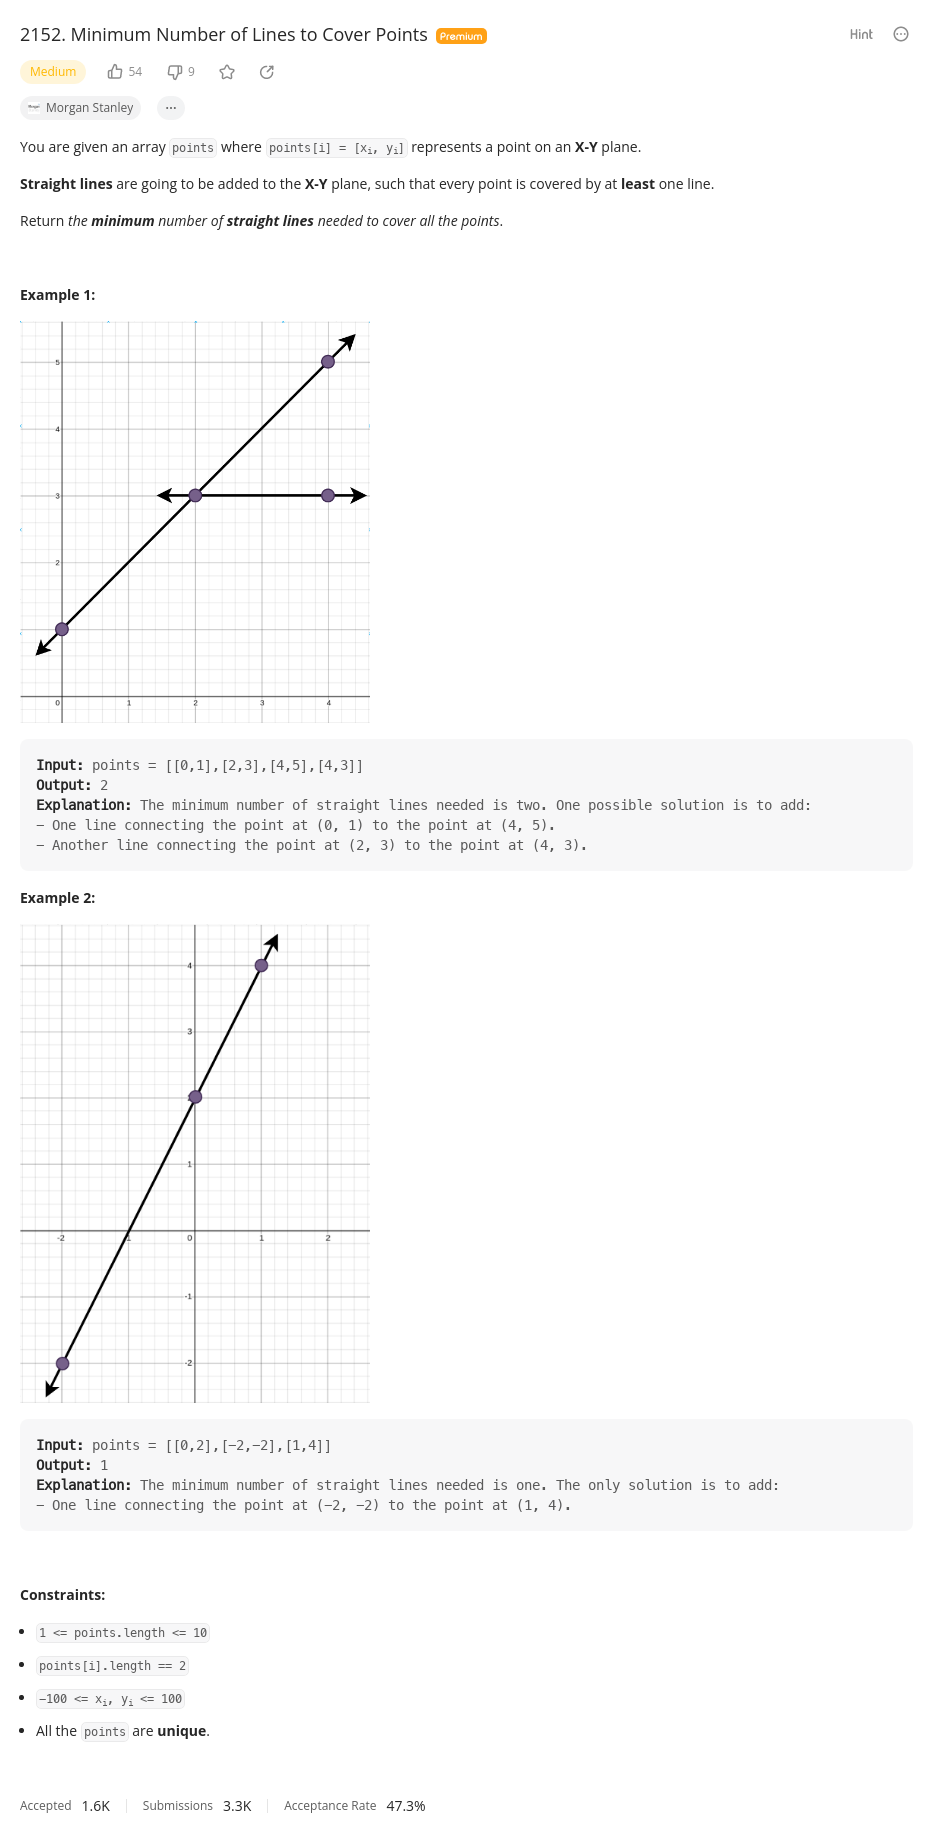 2152. Minimum Number of Lines to Cover Points Premium Hint
Medium 54 9
Morgan Stanley ...
You are given an array points where points[i] = [xi, yi] represents a point on an X-Y plane.
Straight lines are going to be added to the X-Y plane, such that every point is covered by at least one line.
Return the minimum number of straight lines needed to cover all the points.
Example 1:
5
4
3
2
0 1 2 3 4
Input: points = [[0,1],[2,3],[4,5],[4,3]]
Output: 2
Explanation: The minimum number of straight lines needed is two. One possible solution is to add:
– One line connecting the point at (0, 1) to the point at (4, 5).
– Another line connecting the point at (2, 3) to the point at (4, 3).
Example 2:
4
3
1
-2 0 1 2
-1
-2
Input: points = [[0,2],[−2,−2],[1,4]]
Output: 1
Explanation: The minimum number of straight lines needed is one. The only solution is to add:
– One line connecting the point at (−2, −2) to the point at (1, 4).
Constraints:
• 1 <= points.length <= 10
• points[i].length == 2
• −100 <= xi, yi <= 100
• All the points are unique.
Accepted 1.6K Submissions 3.3K Acceptance Rate 47.3%